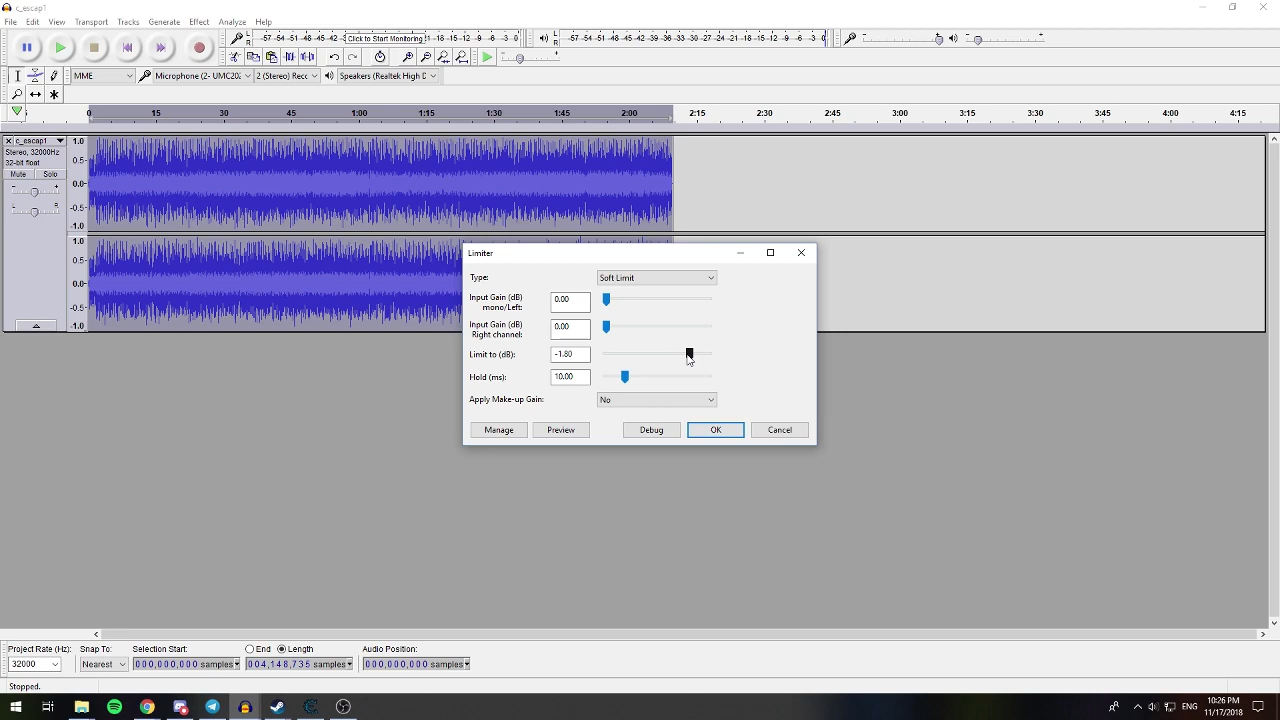 c_escap1
File Edit View Transport Tracks Generate Effect Analyze Help
L R -57 -54 -51 -48 -45 -42 Click to Start Monitoring -18 -15 -12 -9 -6 -3 0 L R -57 -54 -51 -48 -45 -42 -39 -36 -33 -30 -27 -24 -21 -18 -15 -12 -9 -6 -3 0
MME Microphone (2- UMC20: 2 (Stereo) Recc Speakers (Realtek High D
0 15 30 45 1:00 1:15 1:30 1:45 2:00 2:15 2:30 2:45 3:00 3:15 3:30 3:45 4:00 4:15
c_escap1
Stereo, 32000Hz
32-bit float
Mute Solo
- +
L R
1.0
0.5
0.0
-0.5
-1.0
1.0
0.5
0.0
-0.5
-1.0
Limiter
Type: Soft Limit
Input Gain (dB)
mono/Left: 0.00
Input Gain (dB)
Right channel: 0.00
Limit to (dB): -1.80
Hold (ms): 10.00
Apply Make-up Gain: No
Manage Preview Debug OK Cancel
Project Rate (Hz): Snap To: Selection Start: End Length Audio Position:
32000 Nearest 000,000,000 samples 004,148,735 samples 000,000,000 samples
Stopped.
ENG 10:26 PM
11/17/2018